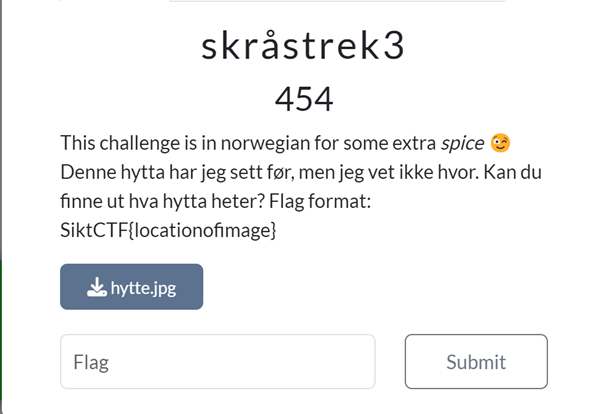 skråstrek3
454
This challenge is in norwegian for some extra spice 😉
Denne hytta har jeg sett før, men jeg vet ikke hvor. Kan du
finne ut hva hytta heter? Flag format:
SiktCTF{locationofimage}
hytte.jpg
Flag
Submit